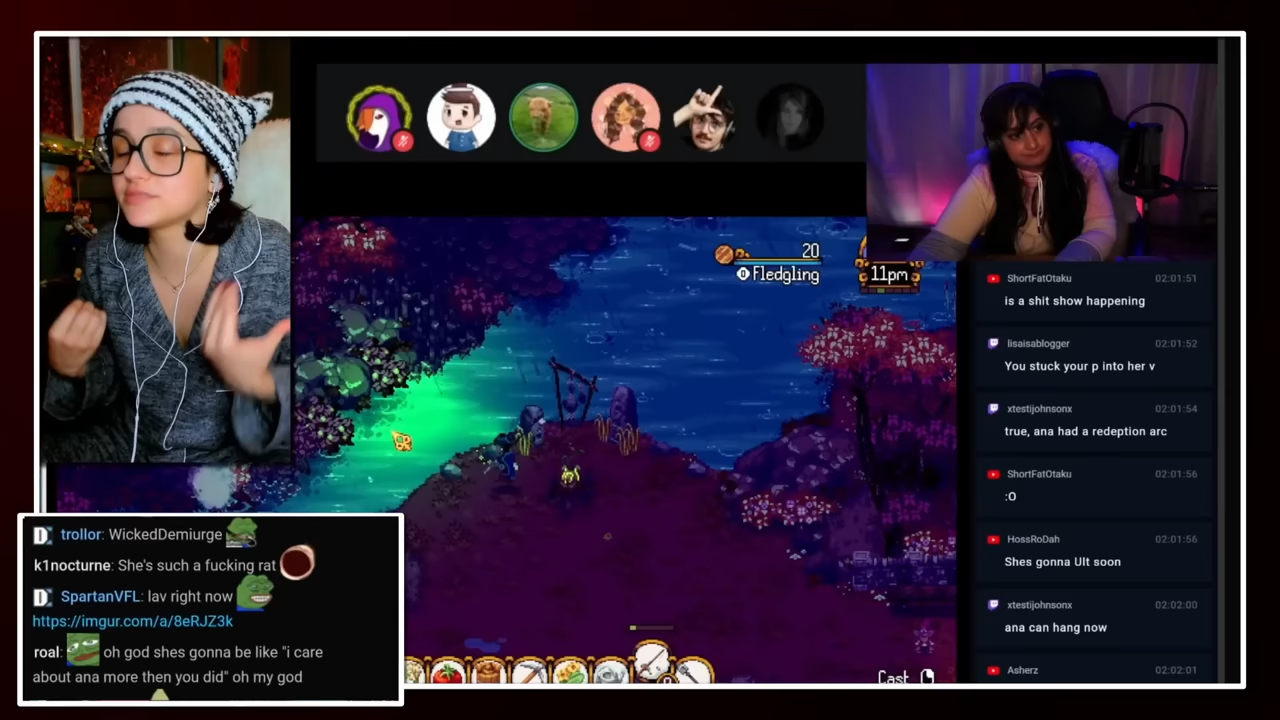 20
Fledgling
11pm
ShortFatOtaku 02:01:51
is a shit show happening
lisaisablogger 02:01:52
You stuck your p into her v
xtestijohnsonx 02:01:54
true, ana had a redeption arc
ShortFatOtaku 02:01:56
:O
HossRoDah 02:01:56
Shes gonna Ult soon
xtestijohnsonx 02:02:00
ana can hang now
Asherz 02:02:01
Cast
D: trollor: WickedDemiurge
k1nocturne: She's such a fucking rat
D: SpartanVFL: lav right now
https://imgur.com/a/8eRJZ3k
roal: oh god shes gonna be like "i care
about ana more then you did" oh my god